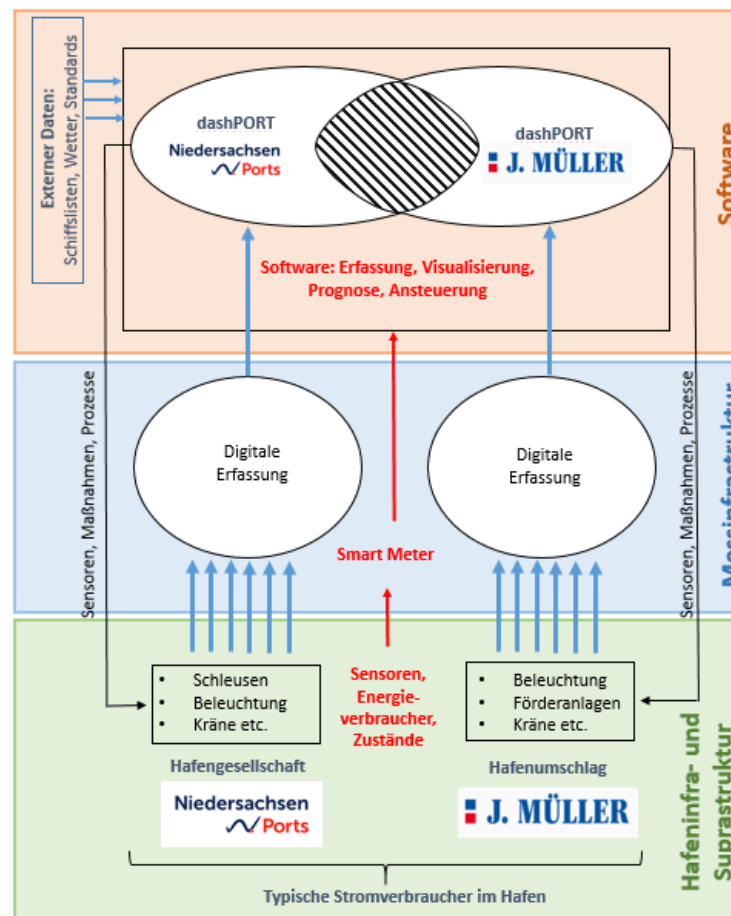 Externer Daten:
Schiffslisten, Wetter, Standards
dashPORT
Niedersachsen
Ports
dashPORT
J. MÜLLER
Software: Erfassung, Visualisierung,
Prognose, Ansteuerung
Software
Sensoren, Maßnahmen, Prozesse
Digitale
Erfassung
Digitale
Erfassung
Smart Meter
Sensoren, Maßnahmen, Prozesse
Messinfrastruktur
• Schleusen
• Beleuchtung
• Kräne etc.
Sensoren,
Energie-
verbraucher,
Zustände
• Beleuchtung
• Förderanlagen
• Kräne etc.
Hafengesellschaft
Niedersachsen
Ports
Hafenumschlag
J. MÜLLER
Hafeninfra- und
Suprastruktur
Typische Stromverbraucher im Hafen